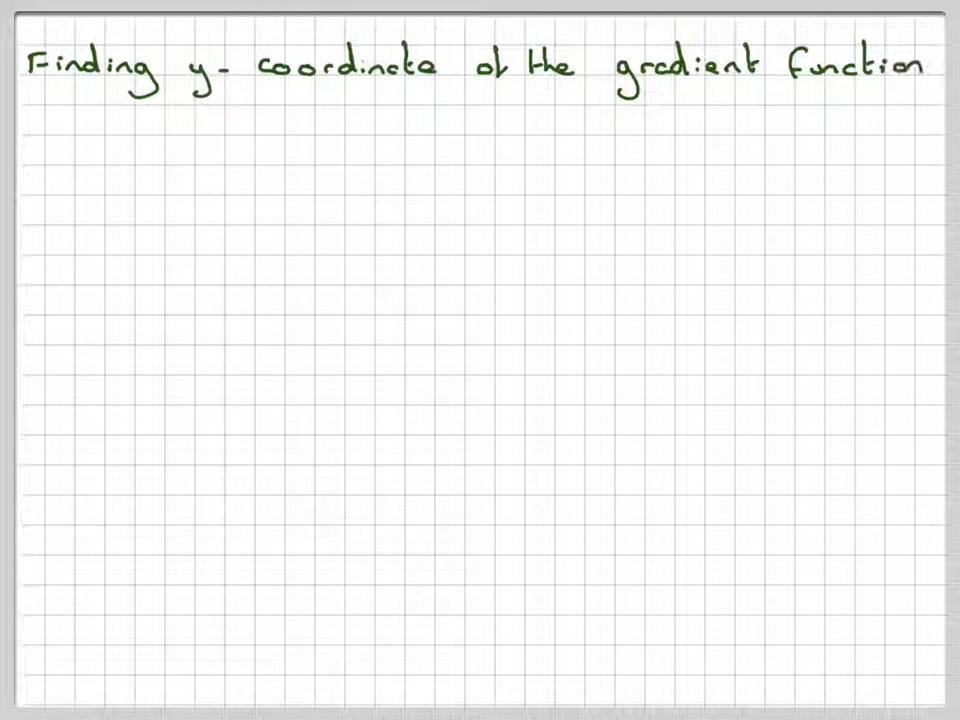 Finding y- coordinate of the gradient function